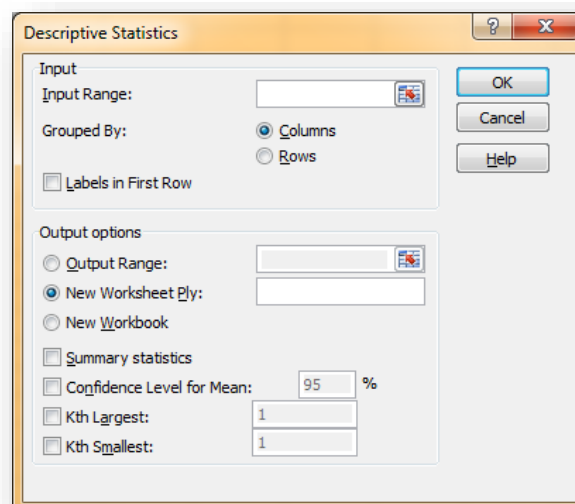 Descriptive Statistics
Input
Input Range:
Grouped By:
Columns
Rows
Labels in First Row
OK
Cancel
Help
Output options
Output Range:
New Worksheet Ply:
New Workbook
Summary statistics
Confidence Level for Mean: 95 %
Kth Largest: 1
Kth Smallest: 1